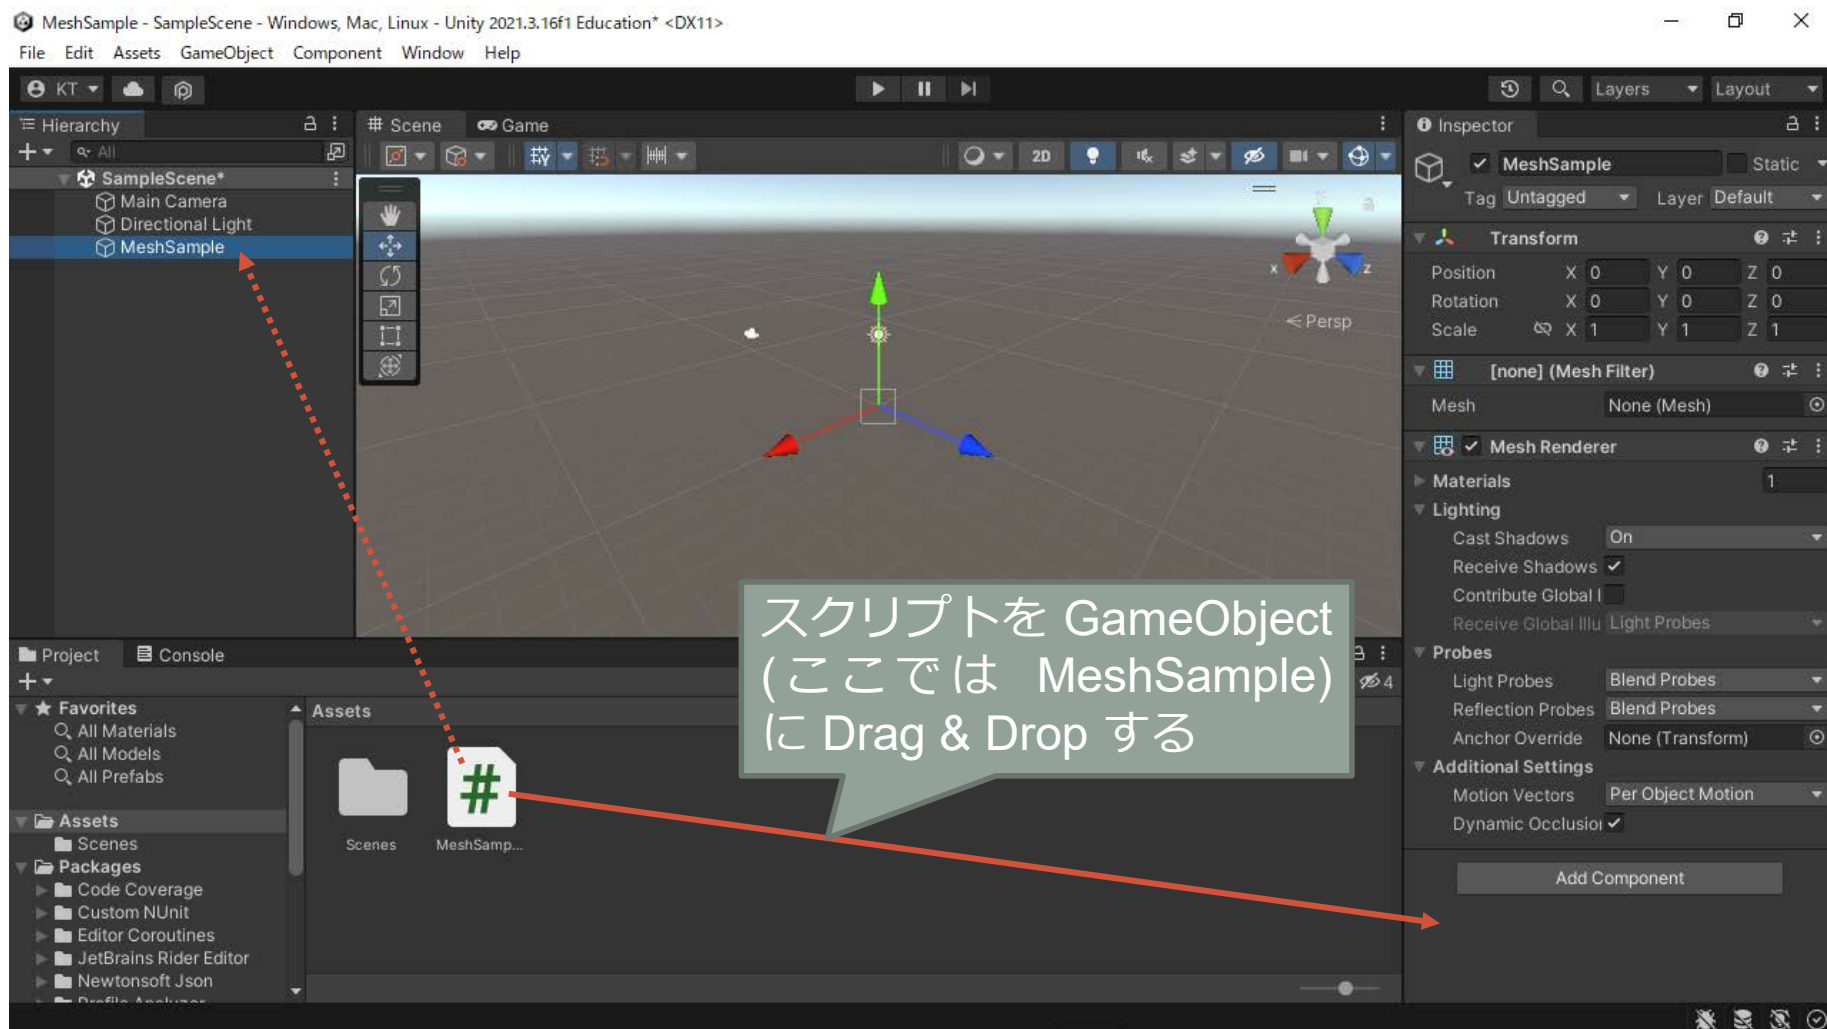 MeshSample - SampleScene - Windows, Mac, Linux - Unity 2021.3.16f1 Education* <DX11>
File Edit Assets GameObject Component Window Help
KT
Layers Layout
Hierarchy
All
SampleScene*
Main Camera
Directional Light
MeshSample
Scene Game
2D
x z
Persp
Inspector
MeshSample Static
Tag Untagged Layer Default
Transform
Position X 0 Y 0 Z 0
Rotation X 0 Y 0 Z 0
Scale X 1 Y 1 Z 1
[none] (Mesh Filter)
Mesh None (Mesh)
Mesh Renderer
Materials 1
Lighting
Cast Shadows On
Receive Shadows
Contribute Global I
Receive Global Illu Light Probes
Probes
Light Probes Blend Probes
Reflection Probes Blend Probes
Anchor Override None (Transform)
Additional Settings
Motion Vectors Per Object Motion
Dynamic Occlusio
Add Component
スクリプトを GameObject
(ここでは MeshSample)
に Drag & Drop する
Project Console
4
Favorites
All Materials
All Models
All Prefabs
Assets
Scenes
Packages
Code Coverage
Custom NUnit
Editor Coroutines
JetBrains Rider Editor
Newtonsoft Json
Assets
Scenes MeshSamp...